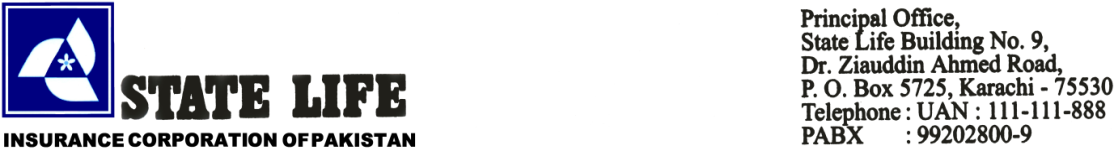 STATE LIFE
INSURANCE CORPORATION OF PAKISTAN
Principal Office,
State Life Building No. 9,
Dr. Ziauddin Ahmed Road,
P. O. Box 5725, Karachi - 75530
Telephone : UAN : 111-111-888
PABX : 99202800-9